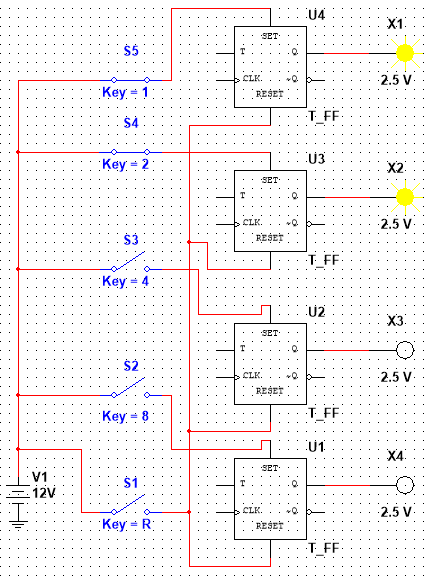 U4
X1
S5
SET
T Q
CLK ~Q
RESET
Key = 1
2.5 V
T_FF
S4
U3
X2
Key = 2
SET
T Q
CLK ~Q
RESET
2.5 V
T_FF
S3
Key = 4
U2
X3
SET
T Q
CLK ~Q
RESET
2.5 V
T_FF
S2
Key = 8
U1
X4
SET
T Q
CLK ~Q
RESET
2.5 V
T_FF
V1
12V
S1
Key = R